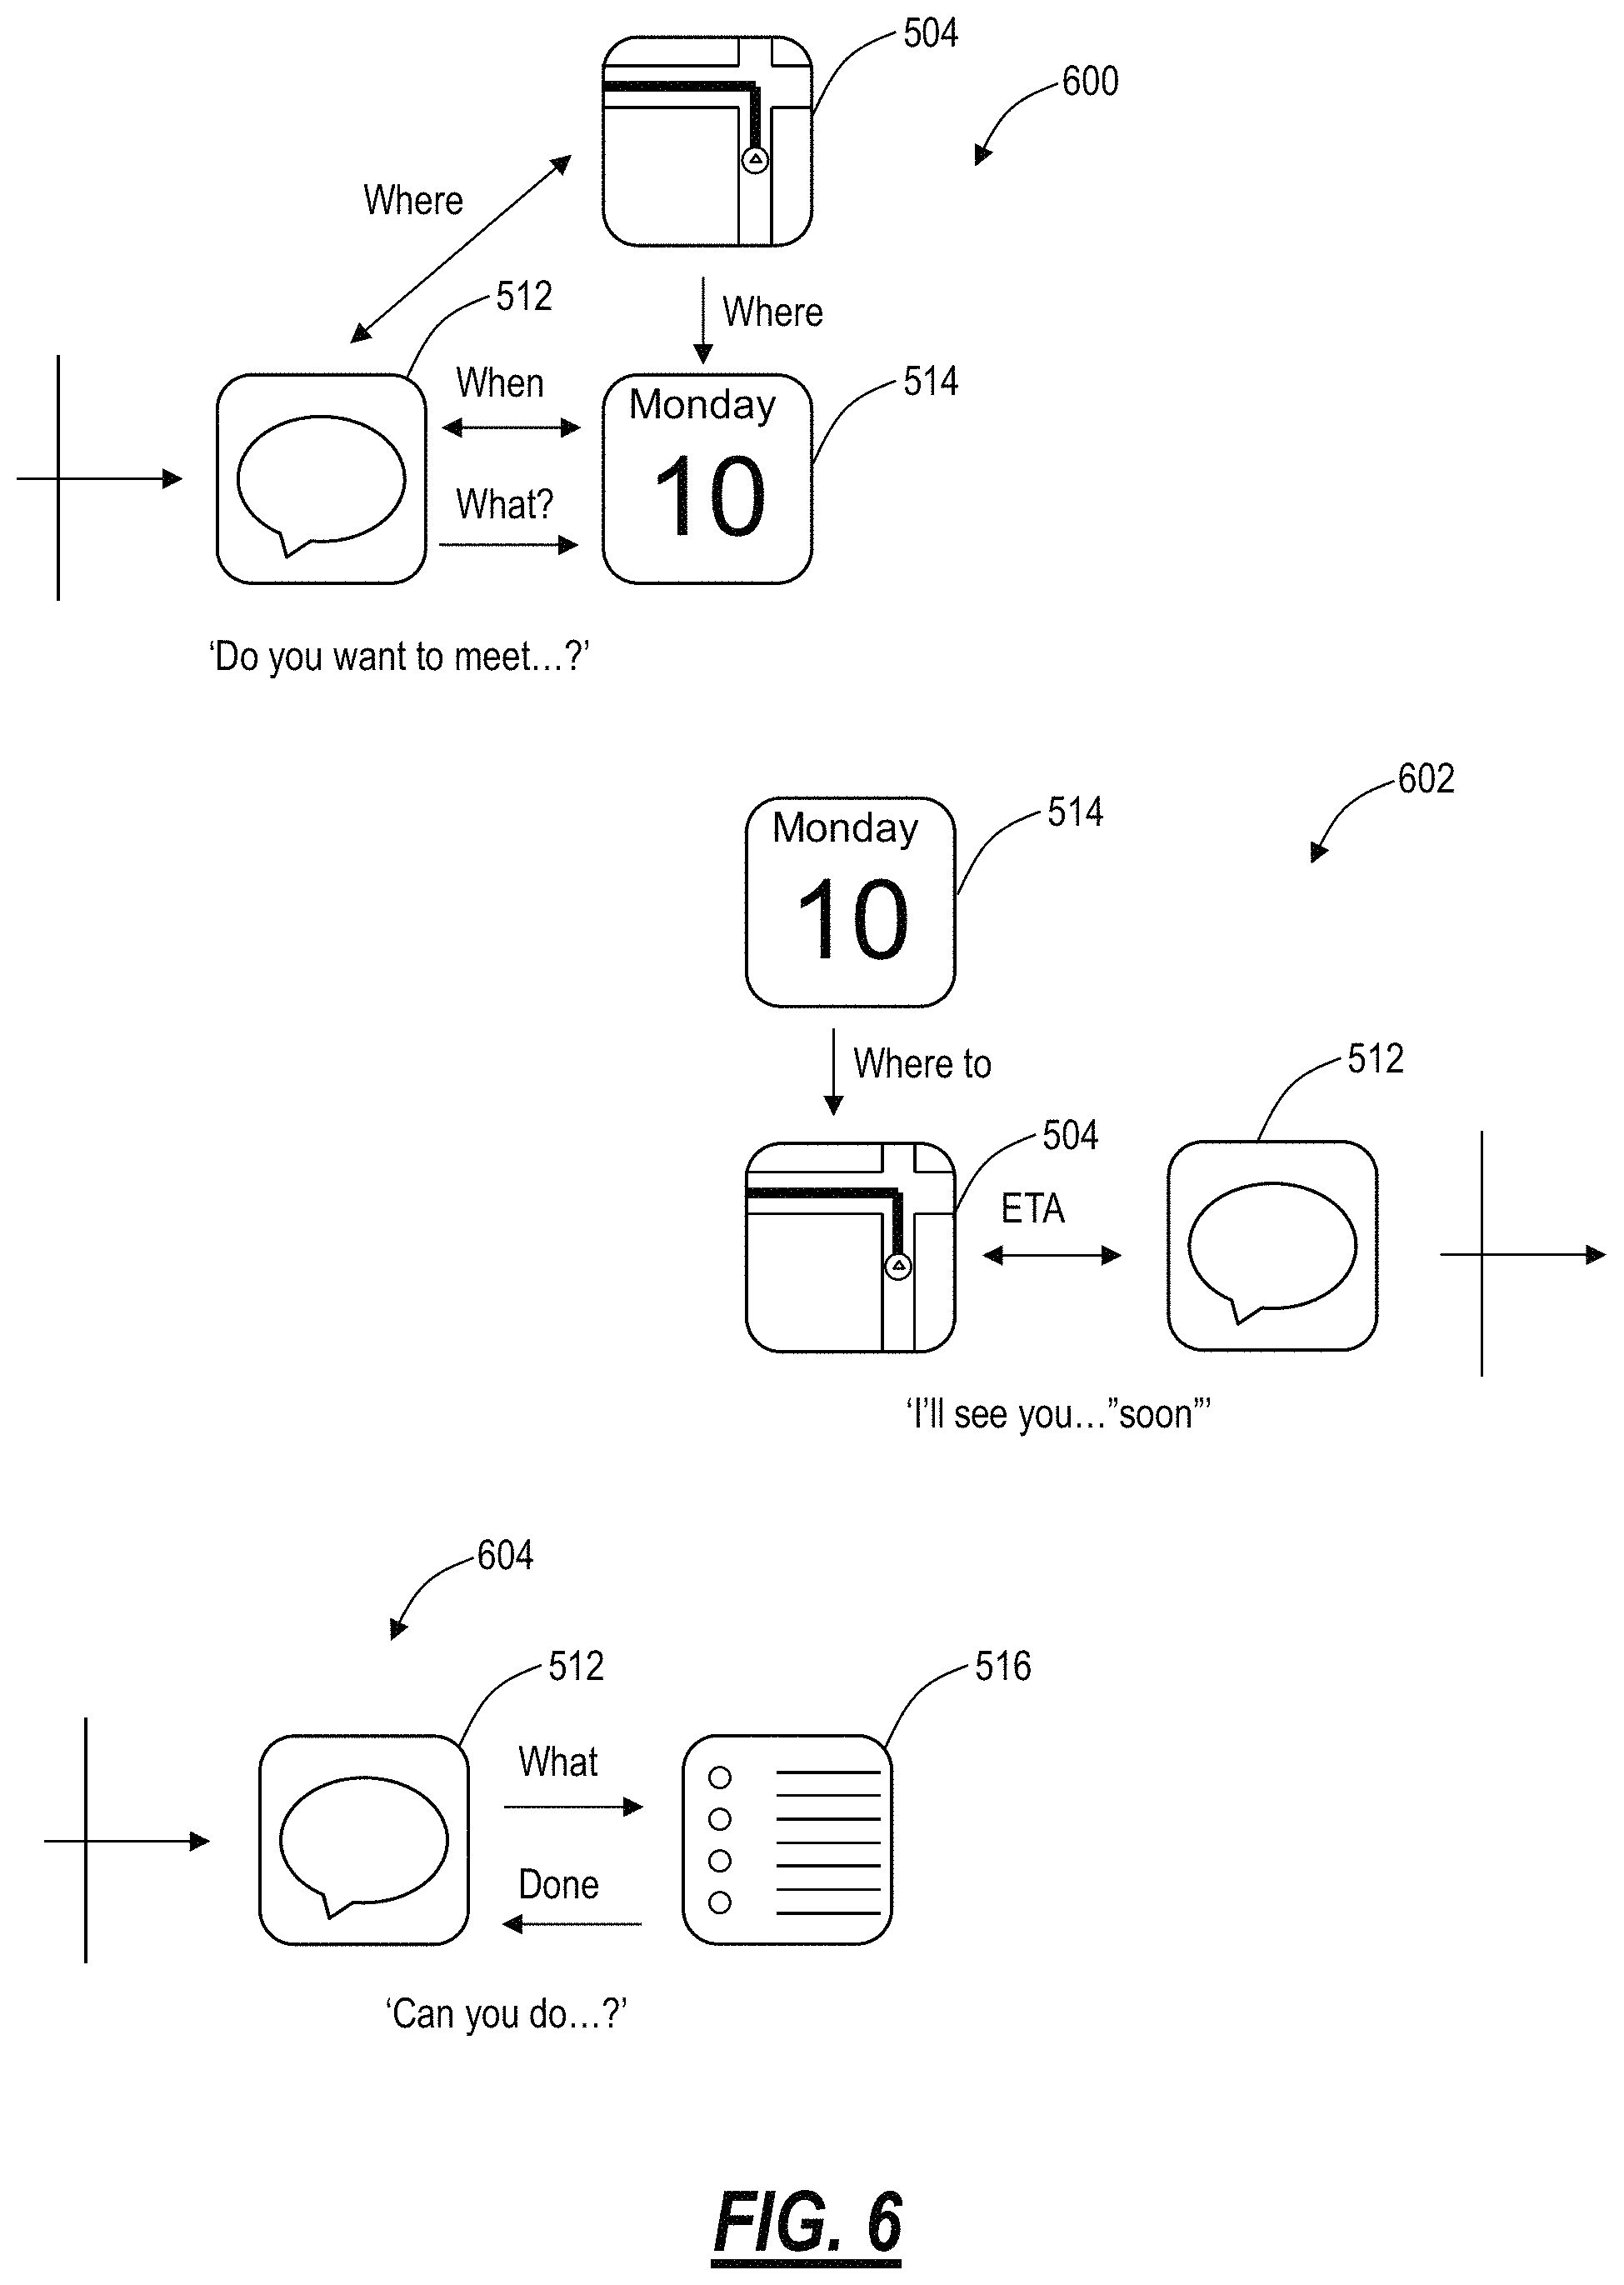 504
600
Where
512
Where
When
514
Monday
10
What?
‘Do you want to meet...?’
602
514
Monday
10
512
Where to
504
ETA
‘I’ll see you...”soon”’
604
512
516
What
Done
‘Can you do...?’
FIG. 6